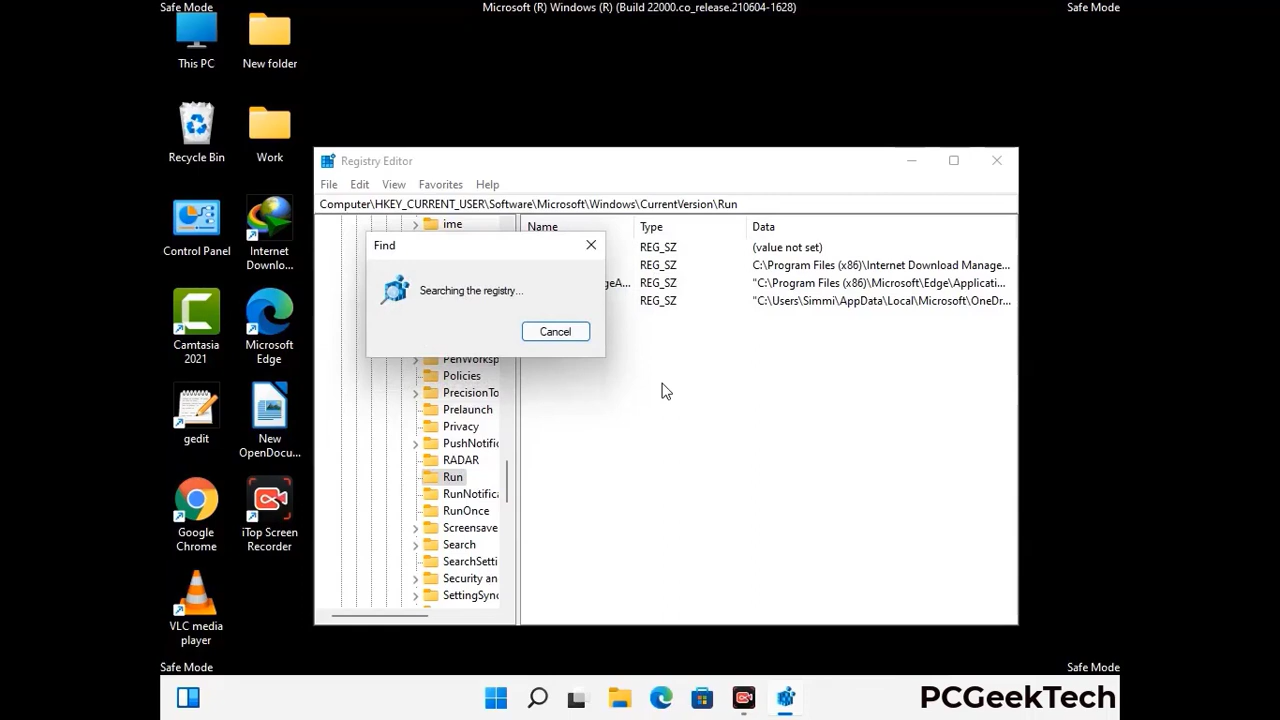 Safe Mode
Microsoft (R) Windows (R) (Build 22000.co_release.210604-1628)
Safe Mode
This PC
New folder
Recycle Bin
Work
Control Panel
Internet
Downlo...
Camtasia
2021
Microsoft
Edge
gedit
New
OpenDocu...
Google
Chrome
iTop Screen
Recorder
VLC media
player
Registry Editor
File Edit View Favorites Help
Computer\HKEY_CURRENT_USER\Software\Microsoft\Windows\CurrentVersion\Run
ime
PenWorksp
Policies
PrecisionTo
Prelaunch
Privacy
PushNotific
RADAR
Run
RunNotifica
RunOnce
Screensave
Search
SearchSetti
Security an
SettingSync
Name Type Data
REG_SZ (value not set)
REG_SZ C:\Program Files (x86)\Internet Download Manage...
geA... REG_SZ "C:\Program Files (x86)\Microsoft\Edge\Applicati...
REG_SZ "C:\Users\Simmi\AppData\Local\Microsoft\OneDr...
Find
Searching the registry...
Cancel
Safe Mode
Safe Mode
PCGeekTech